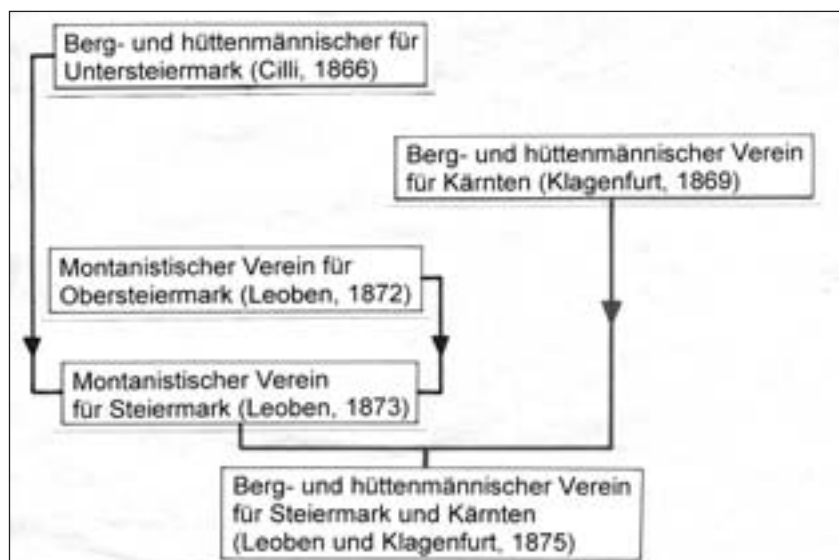 Berg- und hüttenmännischer für
Untersteiermark (Cilli, 1866)
Berg- und hüttenmännischer Verein
für Kärnten (Klagenfurt, 1869)
Montanistischer Verein für
Obersteiermark (Leoben, 1872)
Montanistischer Verein
für Steiermark (Leoben, 1873)
Berg- und hüttenmännischer Verein
für Steiermark und Kärnten
(Leoben und Klagenfurt, 1875)